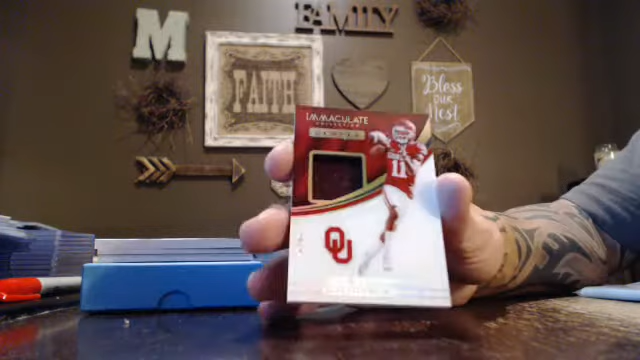 FAMILY
M
FAITH
Bless
OUR
Nest
IMMACULATE
COLLECTION
11
OU